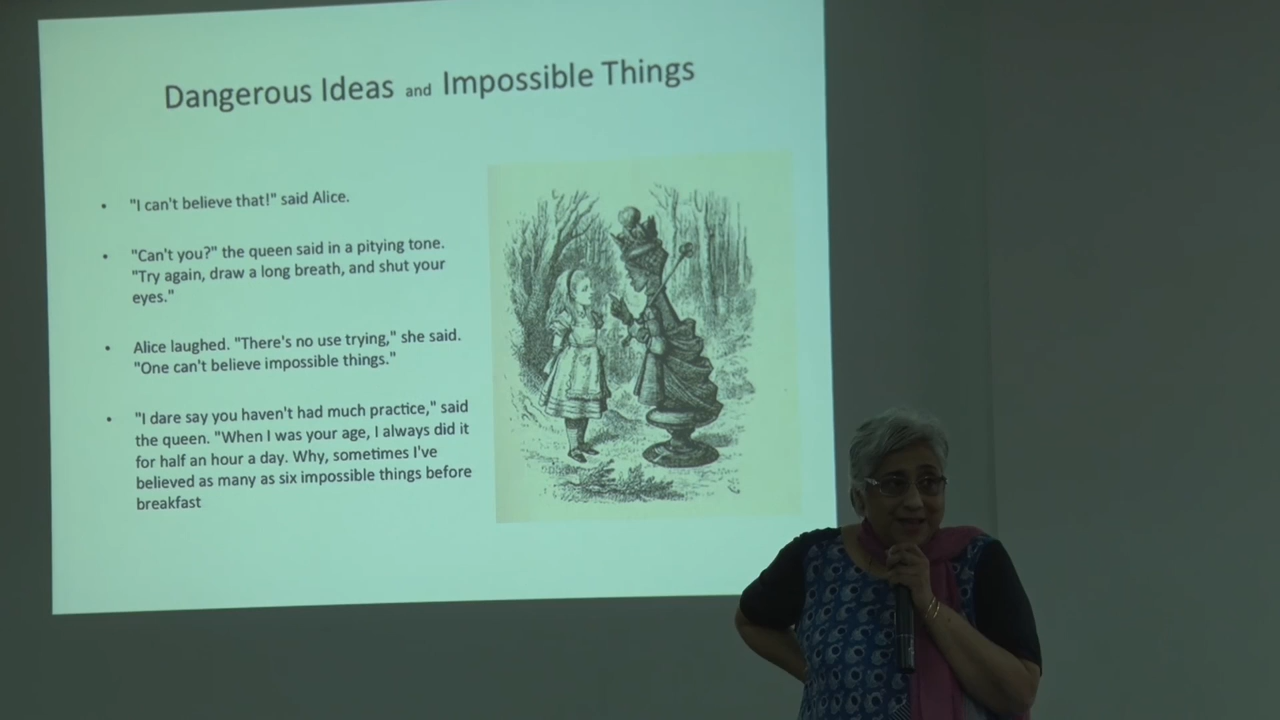 Dangerous Ideas and Impossible Things
• "I can't believe that!" said Alice.
• "Can't you?" the queen said in a pitying tone.
"Try again, draw a long breath, and shut your
eyes."
• Alice laughed. "There's no use trying," she said.
"One can't believe impossible things."
• "I dare say you haven't had much practice," said
the queen. "When I was your age, I always did it
for half an hour a day. Why, sometimes I've
believed as many as six impossible things before
breakfast